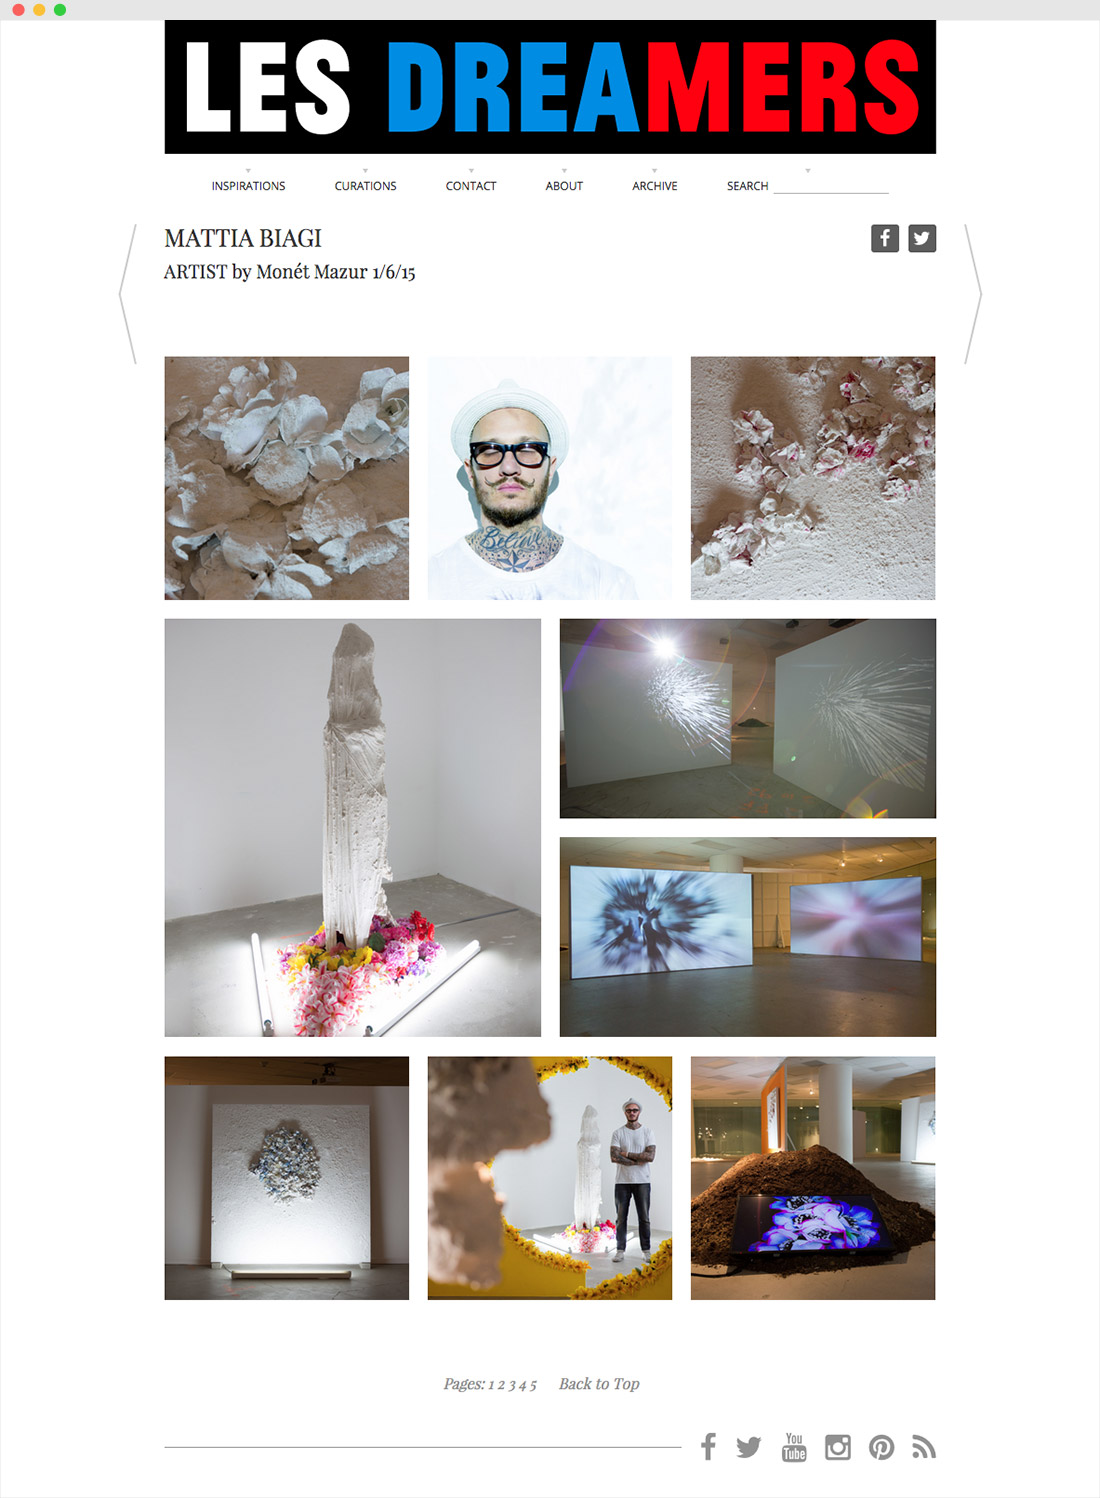 LES DREAMERS
INSPIRATIONS CURATIONS CONTACT ABOUT ARCHIVE SEARCH
MATTIA BIAGI
ARTIST by Monét Mazur 1/6/15
Believe
Pages: 1 2 3 4 5 Back to Top
You
Tube